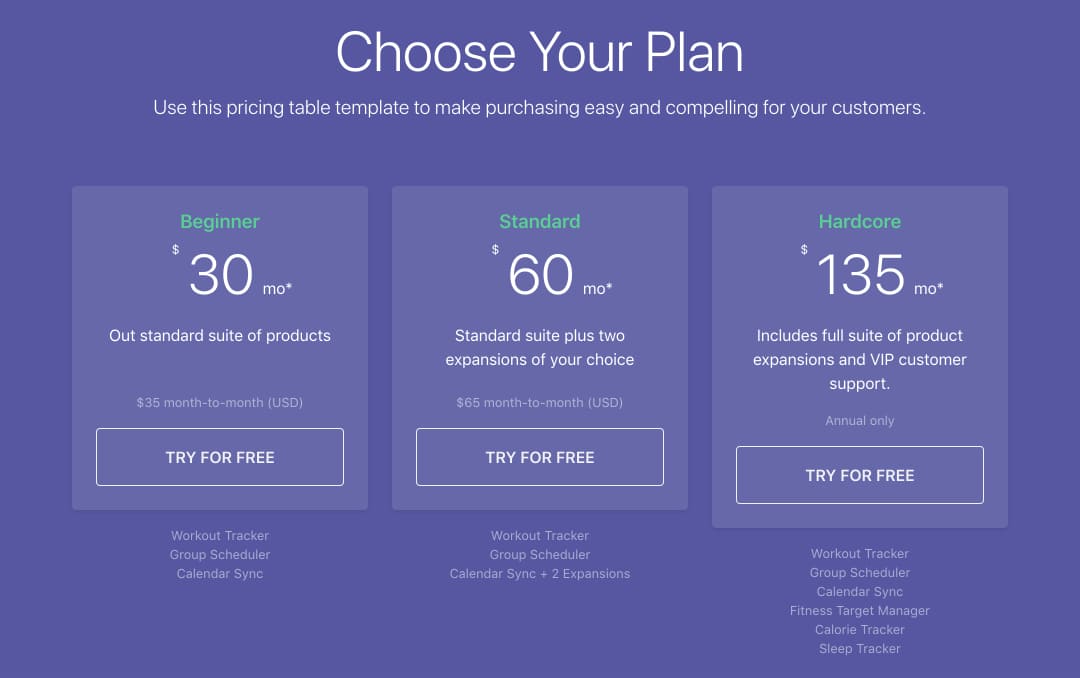 Choose Your Plan
Use this pricing table template to make purchasing easy and compelling for your customers.
Beginner
$ 30 mo*
Out standard suite of products
$35 month-to-month (USD)
TRY FOR FREE
Workout Tracker
Group Scheduler
Calendar Sync
Standard
$ 60 mo*
Standard suite plus two
expansions of your choice
$65 month-to-month (USD)
TRY FOR FREE
Workout Tracker
Group Scheduler
Calendar Sync + 2 Expansions
Hardcore
$ 135 mo*
Includes full suite of product
expansions and VIP customer
support.
Annual only
TRY FOR FREE
Workout Tracker
Group Scheduler
Calendar Sync
Fitness Target Manager
Calorie Tracker
Sleep Tracker